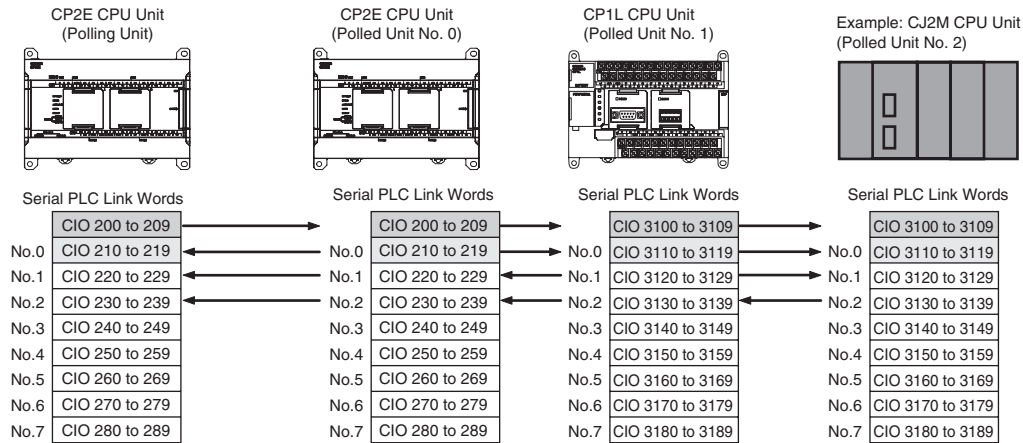 CP2E CPU Unit
(Polling Unit)
CP2E CPU Unit
(Polled Unit No. 0)
CP1L CPU Unit
(Polled Unit No. 1)
Example: CJ2M CPU Unit
(Polled Unit No. 2)
Serial PLC Link Words
CIO 200 to 209
No.0 CIO 210 to 219
No.1 CIO 220 to 229
No.2 CIO 230 to 239
No.3 CIO 240 to 249
No.4 CIO 250 to 259
No.5 CIO 260 to 269
No.6 CIO 270 to 279
No.7 CIO 280 to 289
Serial PLC Link Words
CIO 200 to 209
No.0 CIO 210 to 219
No.1 CIO 220 to 229
No.2 CIO 230 to 239
No.3 CIO 240 to 249
No.4 CIO 250 to 259
No.5 CIO 260 to 269
No.6 CIO 270 to 279
No.7 CIO 280 to 289
Serial PLC Link Words
CIO 3100 to 3109
No.0 CIO 3110 to 3119
No.1 CIO 3120 to 3129
No.2 CIO 3130 to 3139
No.3 CIO 3140 to 3149
No.4 CIO 3150 to 3159
No.5 CIO 3160 to 3169
No.6 CIO 3170 to 3179
No.7 CIO 3180 to 3189
Serial PLC Link Words
CIO 3100 to 3109
No.0 CIO 3110 to 3119
No.1 CIO 3120 to 3129
No.2 CIO 3130 to 3139
No.3 CIO 3140 to 3149
No.4 CIO 3150 to 3159
No.5 CIO 3160 to 3169
No.6 CIO 3170 to 3179
No.7 CIO 3180 to 3189